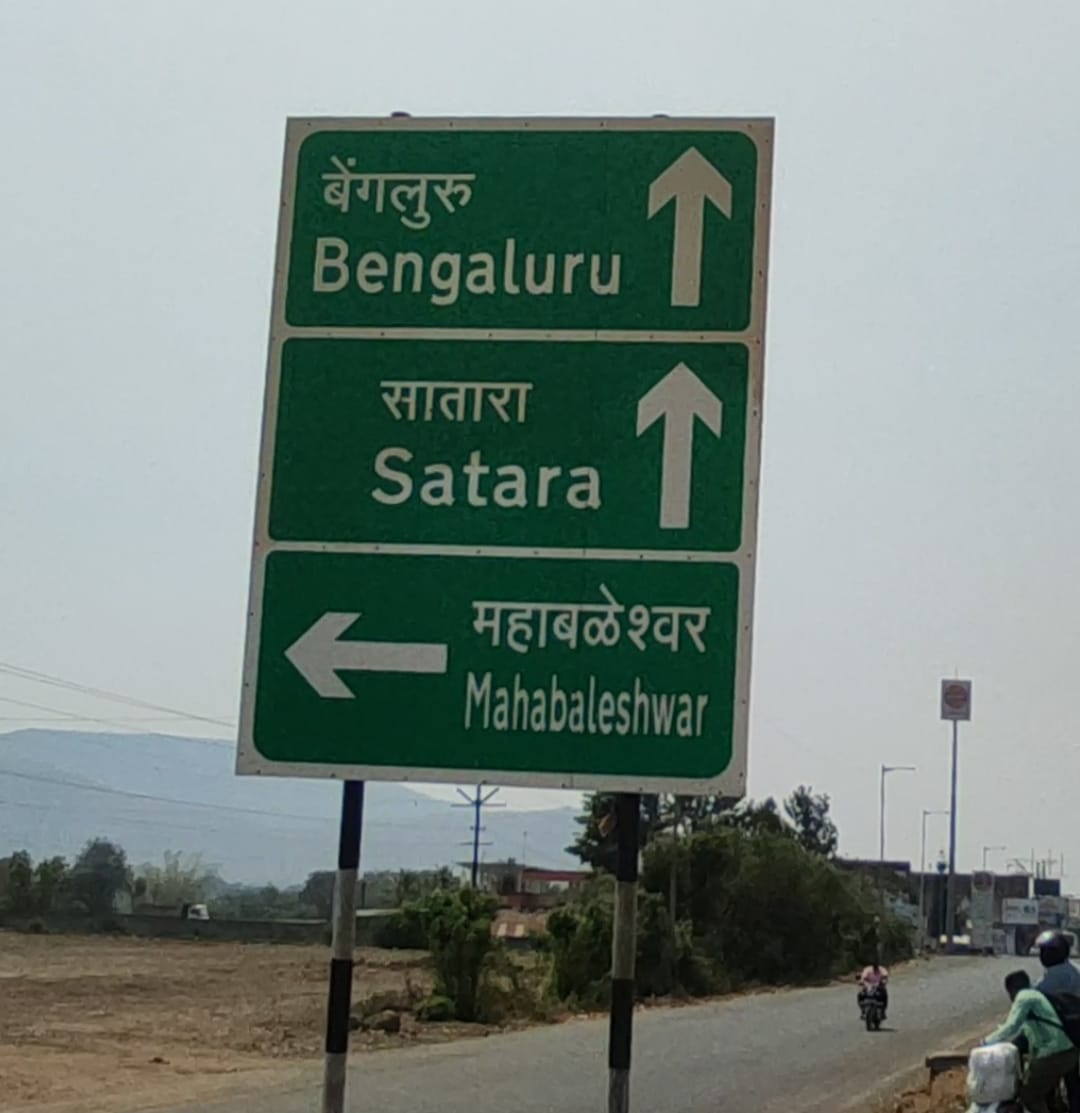 बेंगलुरु
Bengaluru
सातारा
Satara
महाबळेश्वर
Mahabaleshwar